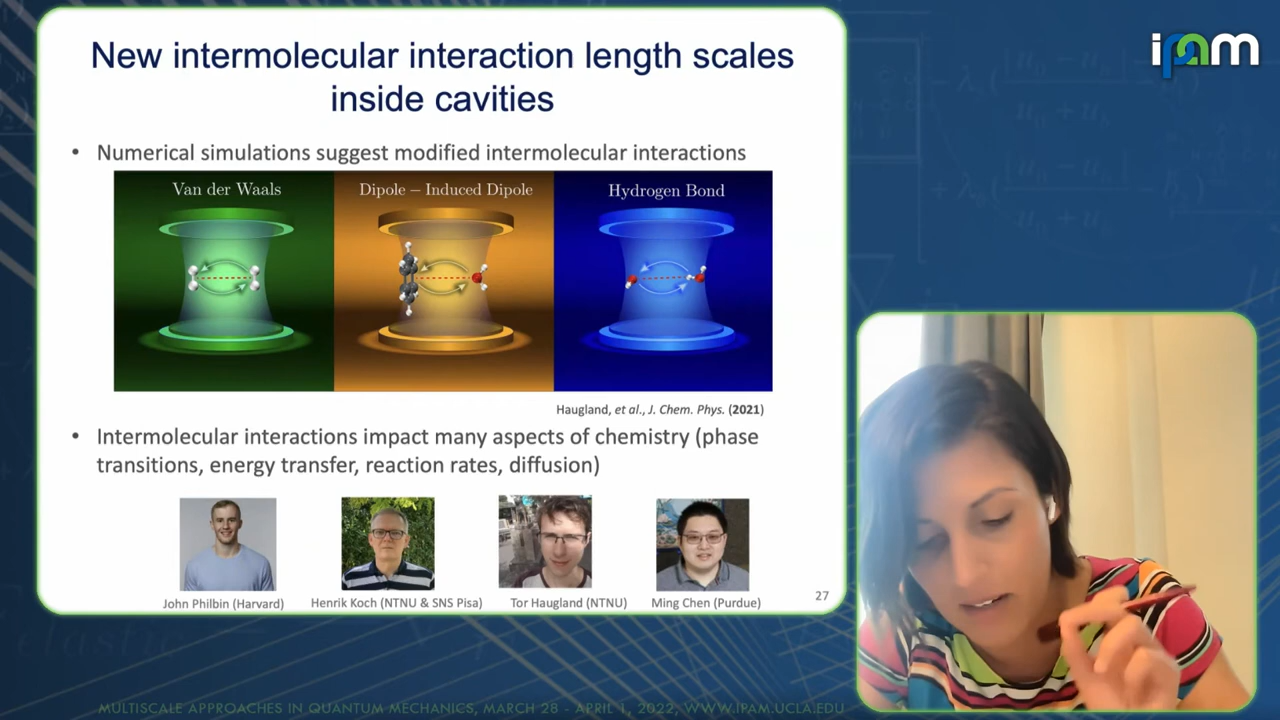 New intermolecular interaction length scales
inside cavities
ipam
• Numerical simulations suggest modified intermolecular interactions
Van der Waals
Dipole – Induced Dipole
Hydrogen Bond
Haugland, et al., J. Chem. Phys. (2021)
• Intermolecular interactions impact many aspects of chemistry (phase
transitions, energy transfer, reaction rates, diffusion)
John Philbin (Harvard)
Henrik Koch (NTNU & SNS Pisa)
Tor Haugland (NTNU)
Ming Chen (Purdue)
27
MULTISCALE APPROACHES IN QUANTUM MECHANICS, MARCH 28 - APRIL 1, 2022, WWW.IPAM.UCLA.EDU